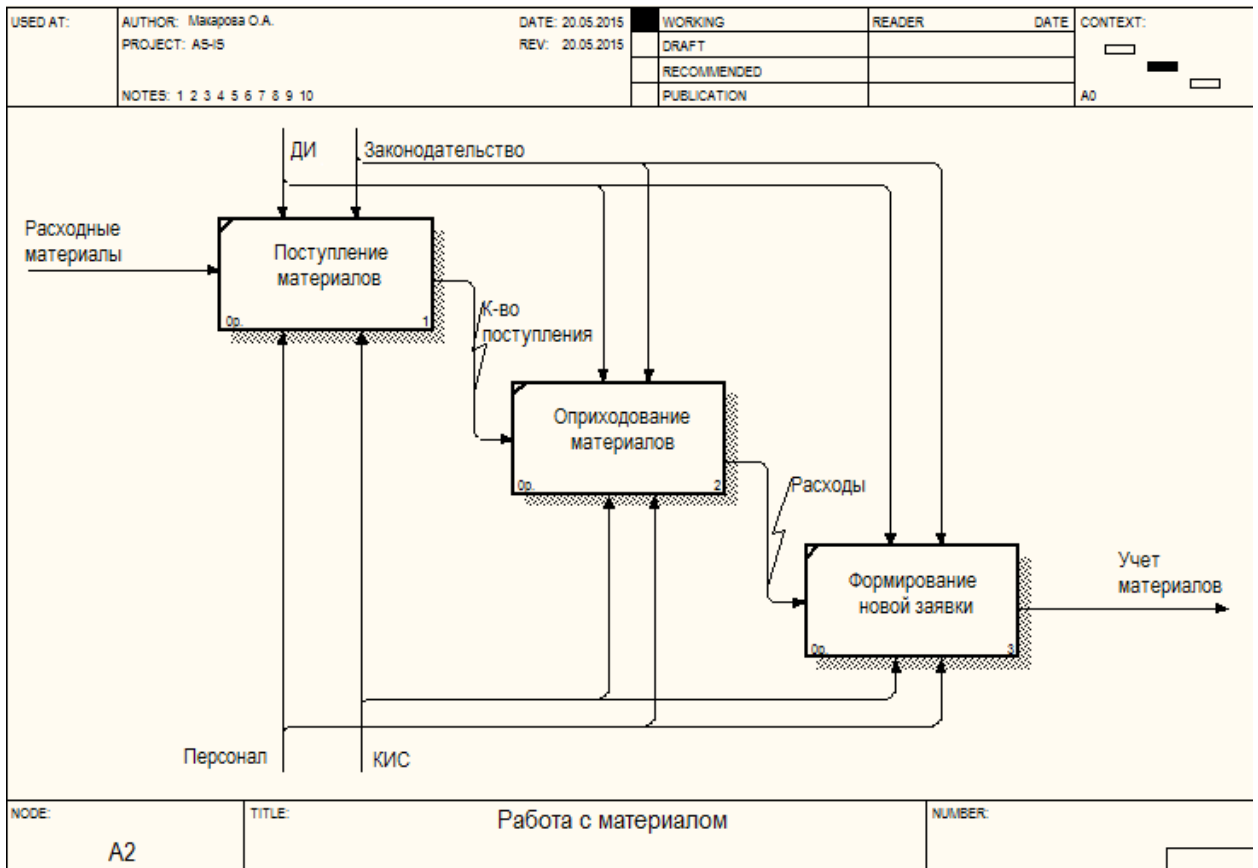 USED AT:
AUTHOR: Макарова О.А.
DATE: 20.05.2015
WORKING
READER
DATE
CONTEXT:
PROJECT: AS-IS
REV: 20.05.2015
DRAFT
RECOMMENDED
NOTES: 1 2 3 4 5 6 7 8 9 10
PUBLICATION
A0
ДИ
Законодательство
Расходные
материалы
Поступление
материалов
0р.
1
К-во
поступления
Оприходование
материалов
0р.
2
Расходы
Формирование
новой заявки
0р.
3
Учет
материалов
Персонал
КИС
NODE:
TITLE:
Работа с материалом
NUMBER:
A2